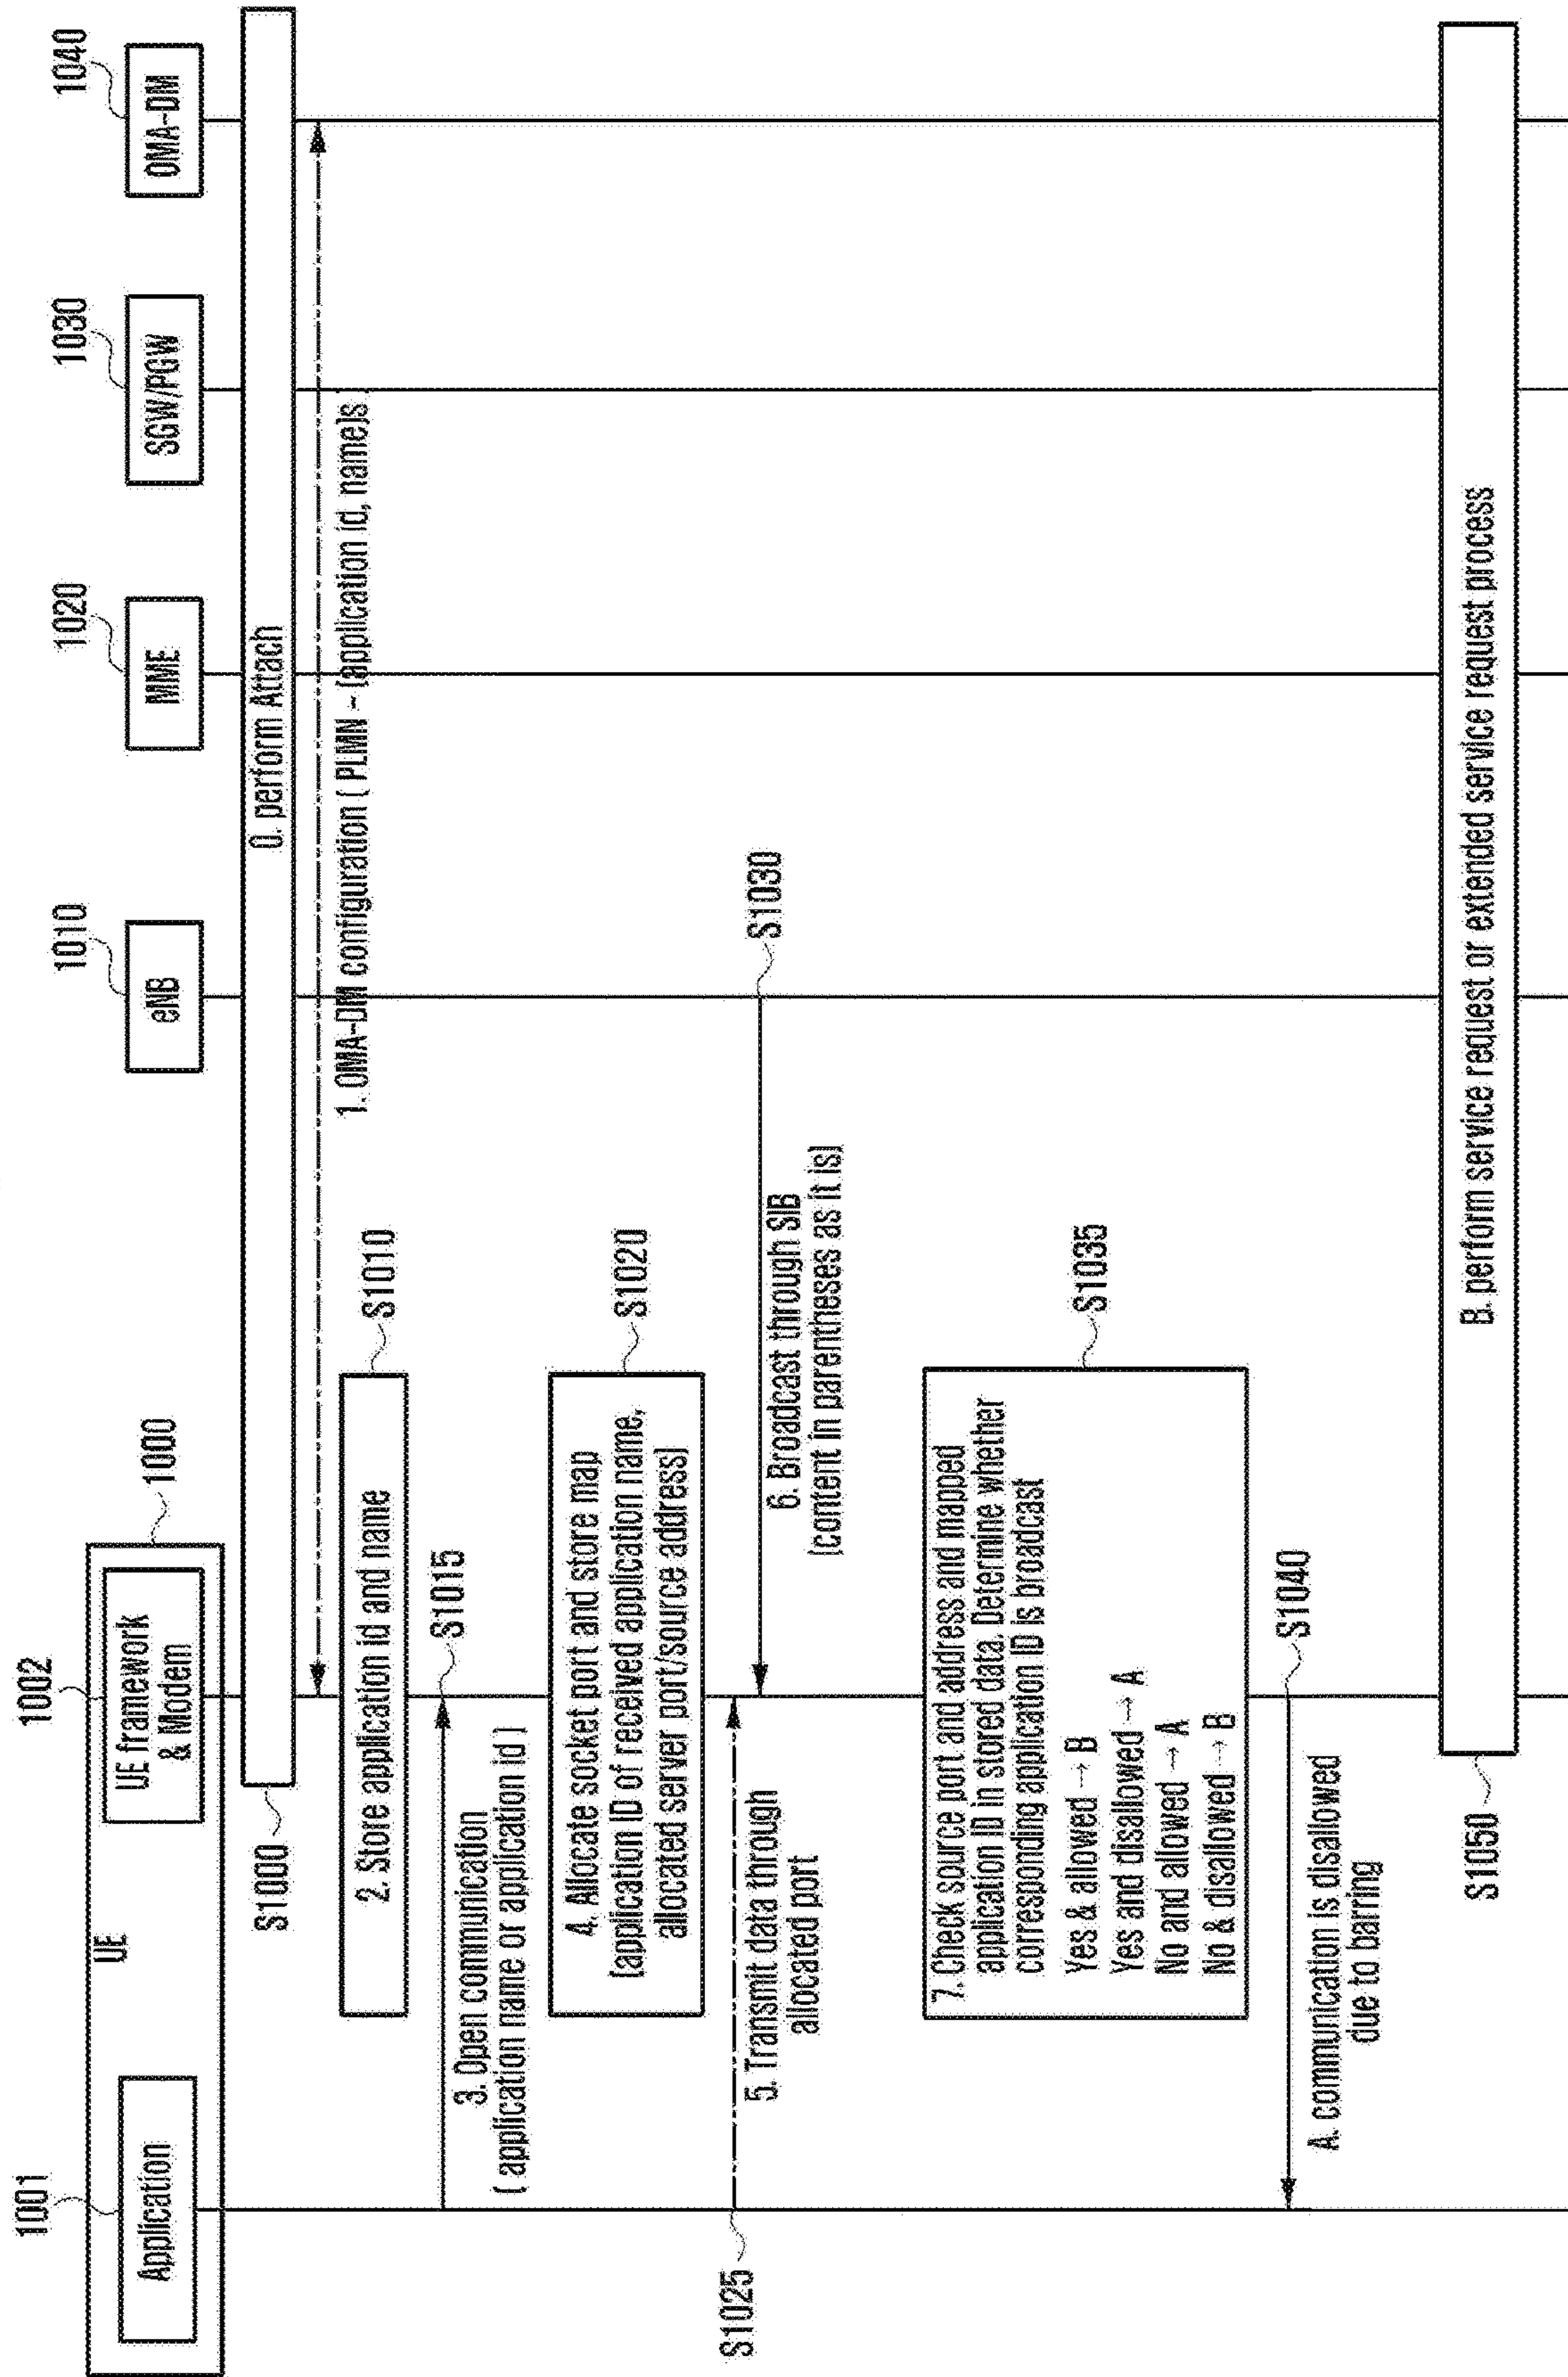 UE
1000
1001
Application
1002
UE framework
& Modem
1010
eNB
1020
MME
1030
SGW/PGW
1040
OMA-DM
S1000
0. perform Attach
1. OMA-DM configuration ( PLMN - (application id, name)s
2. Store application id and name
S1010
S1015
3. Open communication
( application name or application id )
4. Allocate socket port and store map
(application ID of received application name,
allocated server port/source address)
S1020
S1025
5. Transmit data through
allocated port
S1030
6. Broadcast through SIB
(content in parentheses as it is)
7. Check source port and address and mapped
application ID in stored data. Determine whether
corresponding application ID is broadcast
Yes & allowed → B
Yes and disallowed → A
No and allowed → A
No & disallowed → B
S1035
S1040
A. communication is disallowed
due to barring
S1050
B. perform service request or extended service request process